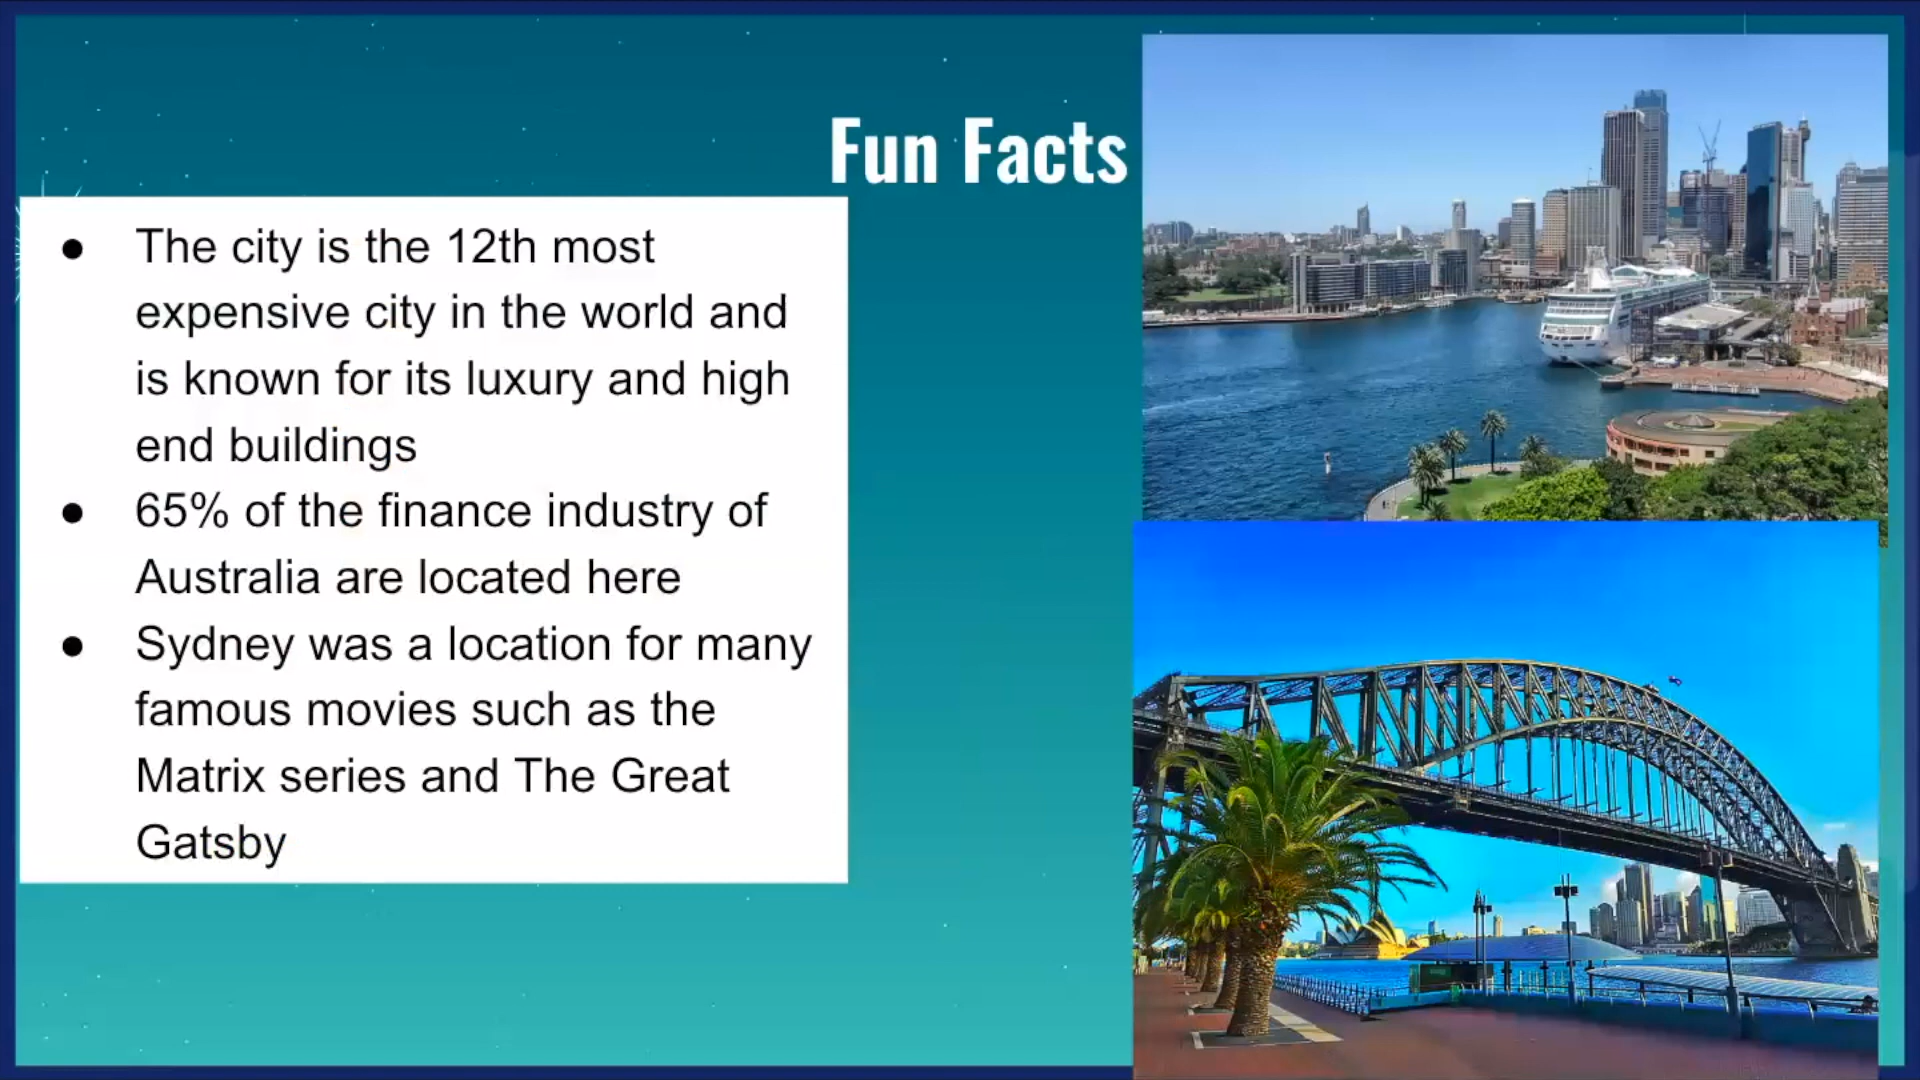 Fun Facts
● The city is the 12th most
expensive city in the world and
is known for its luxury and high
end buildings
● 65% of the finance industry of
Australia are located here
● Sydney was a location for many
famous movies such as the
Matrix series and The Great
Gatsby